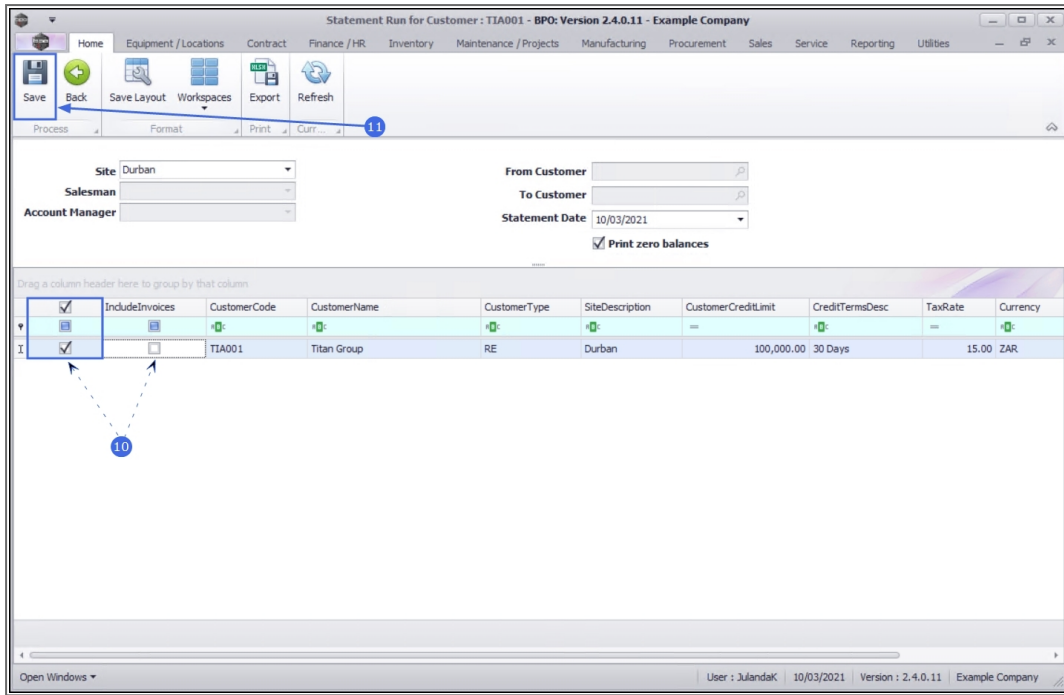 Statement Run for Customer : TIA001 - BPO: Version 2.4.0.11 - Example Company
Home Equipment / Locations Contract Finance / HR Inventory Maintenance / Projects Manufacturing Procurement Sales Service Reporting Utilities
Save Back Save Layout Workspaces Export Refresh
Process Format Print Curr...
11
Site Durban
Salesman
Account Manager
From Customer
To Customer
Statement Date 10/03/2021
Print zero balances
Drag a column header here to group by that column
IncludeInvoices CustomerCode CustomerName CustomerType SiteDescription CustomerCreditLimit CreditTermsDesc TaxRate Currency
TIA001 Titan Group RE Durban 100,000.00 30 Days 15.00 ZAR
10
Open Windows User : JulandaK 10/03/2021 Version : 2.4.0.11 Example Company